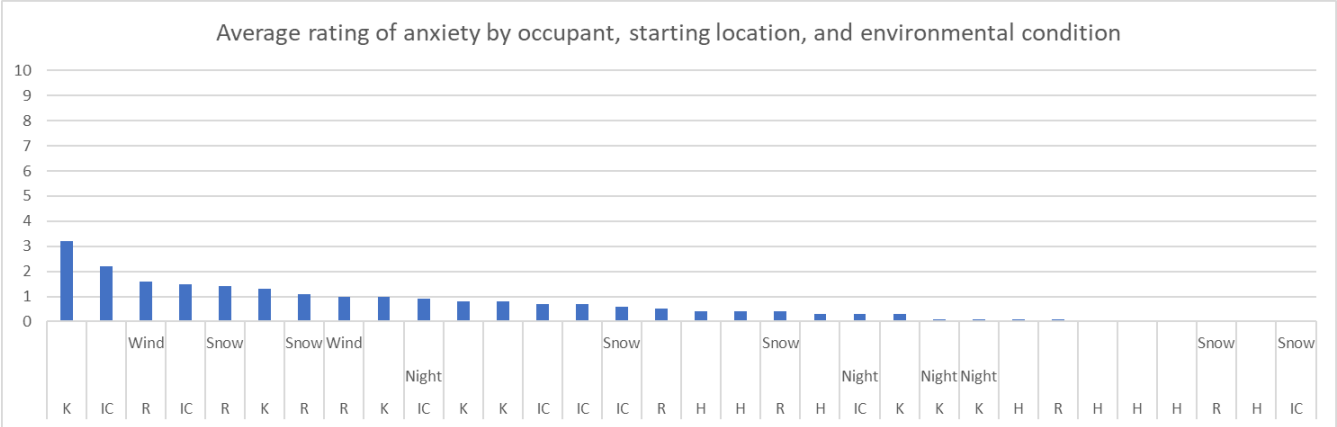 Average rating of anxiety by occupant, starting location, and environmental condition
10
9
8
7
6
5
4
3
2
1
0
Wind Snow Snow Wind Snow Snow Snow Snow
Night Night Night Night
K IC R IC R K R R K IC K K IC IC IC R H H R H IC K K K H R H H H R H IC